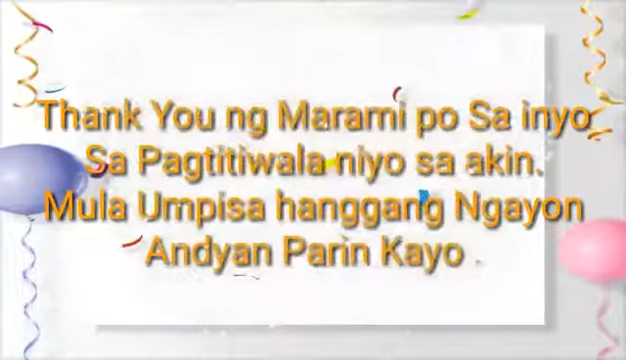 Thank You ng Marami po Sa inyo
Sa Pagtitiwala niyo sa akin.
Mula Umpisa hanggang Ngayon
Andyan Parin Kayo .